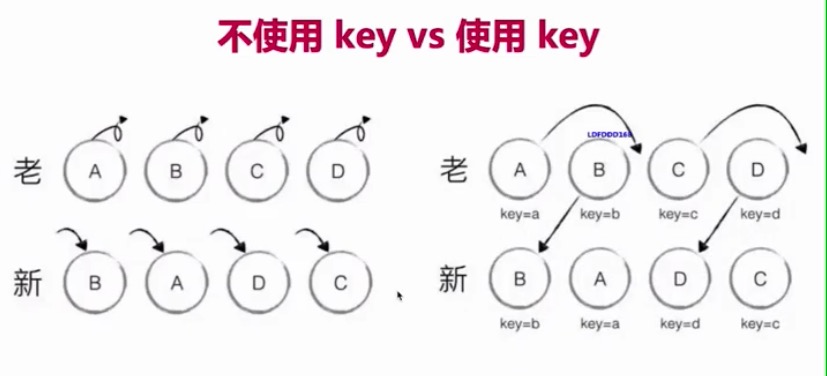 不使用 key vs 使用 key
老 A B C D
新 B A D C
LDFDDD168
老 A B C D
key=a key=b key=c key=d
新 B A D C
key=b key=a key=d key=c